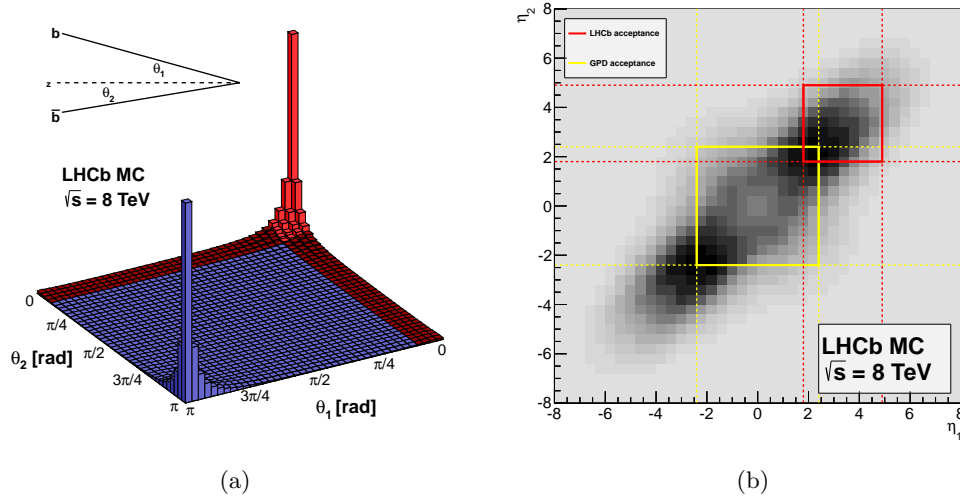 b
θ1
z
θ2
b̅
LHCb MC
√s = 8 TeV
0
π/4
π/2
3π/4
π
θ2 [rad]
π
3π/4
π/2
π/4
0
θ1 [rad]
(a)
η2
8
6
4
2
0
-2
-4
-6
-8
LHCb acceptance
GPD acceptance
LHCb MC
√s = 8 TeV
-8 -6 -4 -2 0 2 4 6 8
η1
(b)